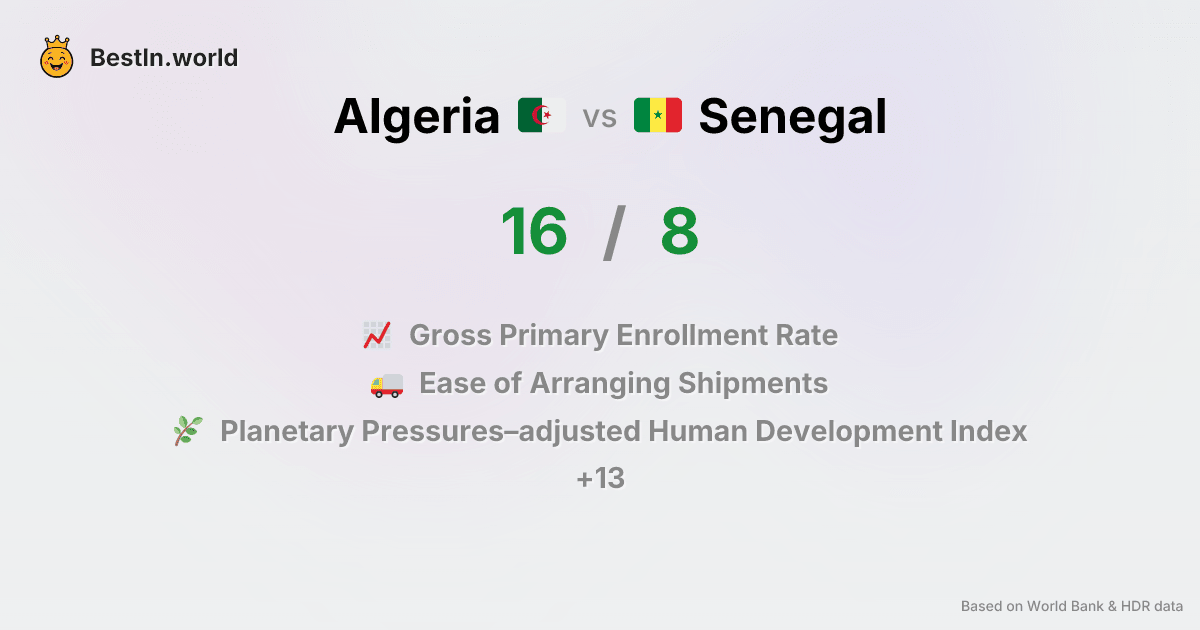 BestIn.world
Algeria vs Senegal
16 / 8
Gross Primary Enrollment Rate
Ease of Arranging Shipments
Planetary Pressures–adjusted Human Development Index
+13
Based on World Bank & HDR data